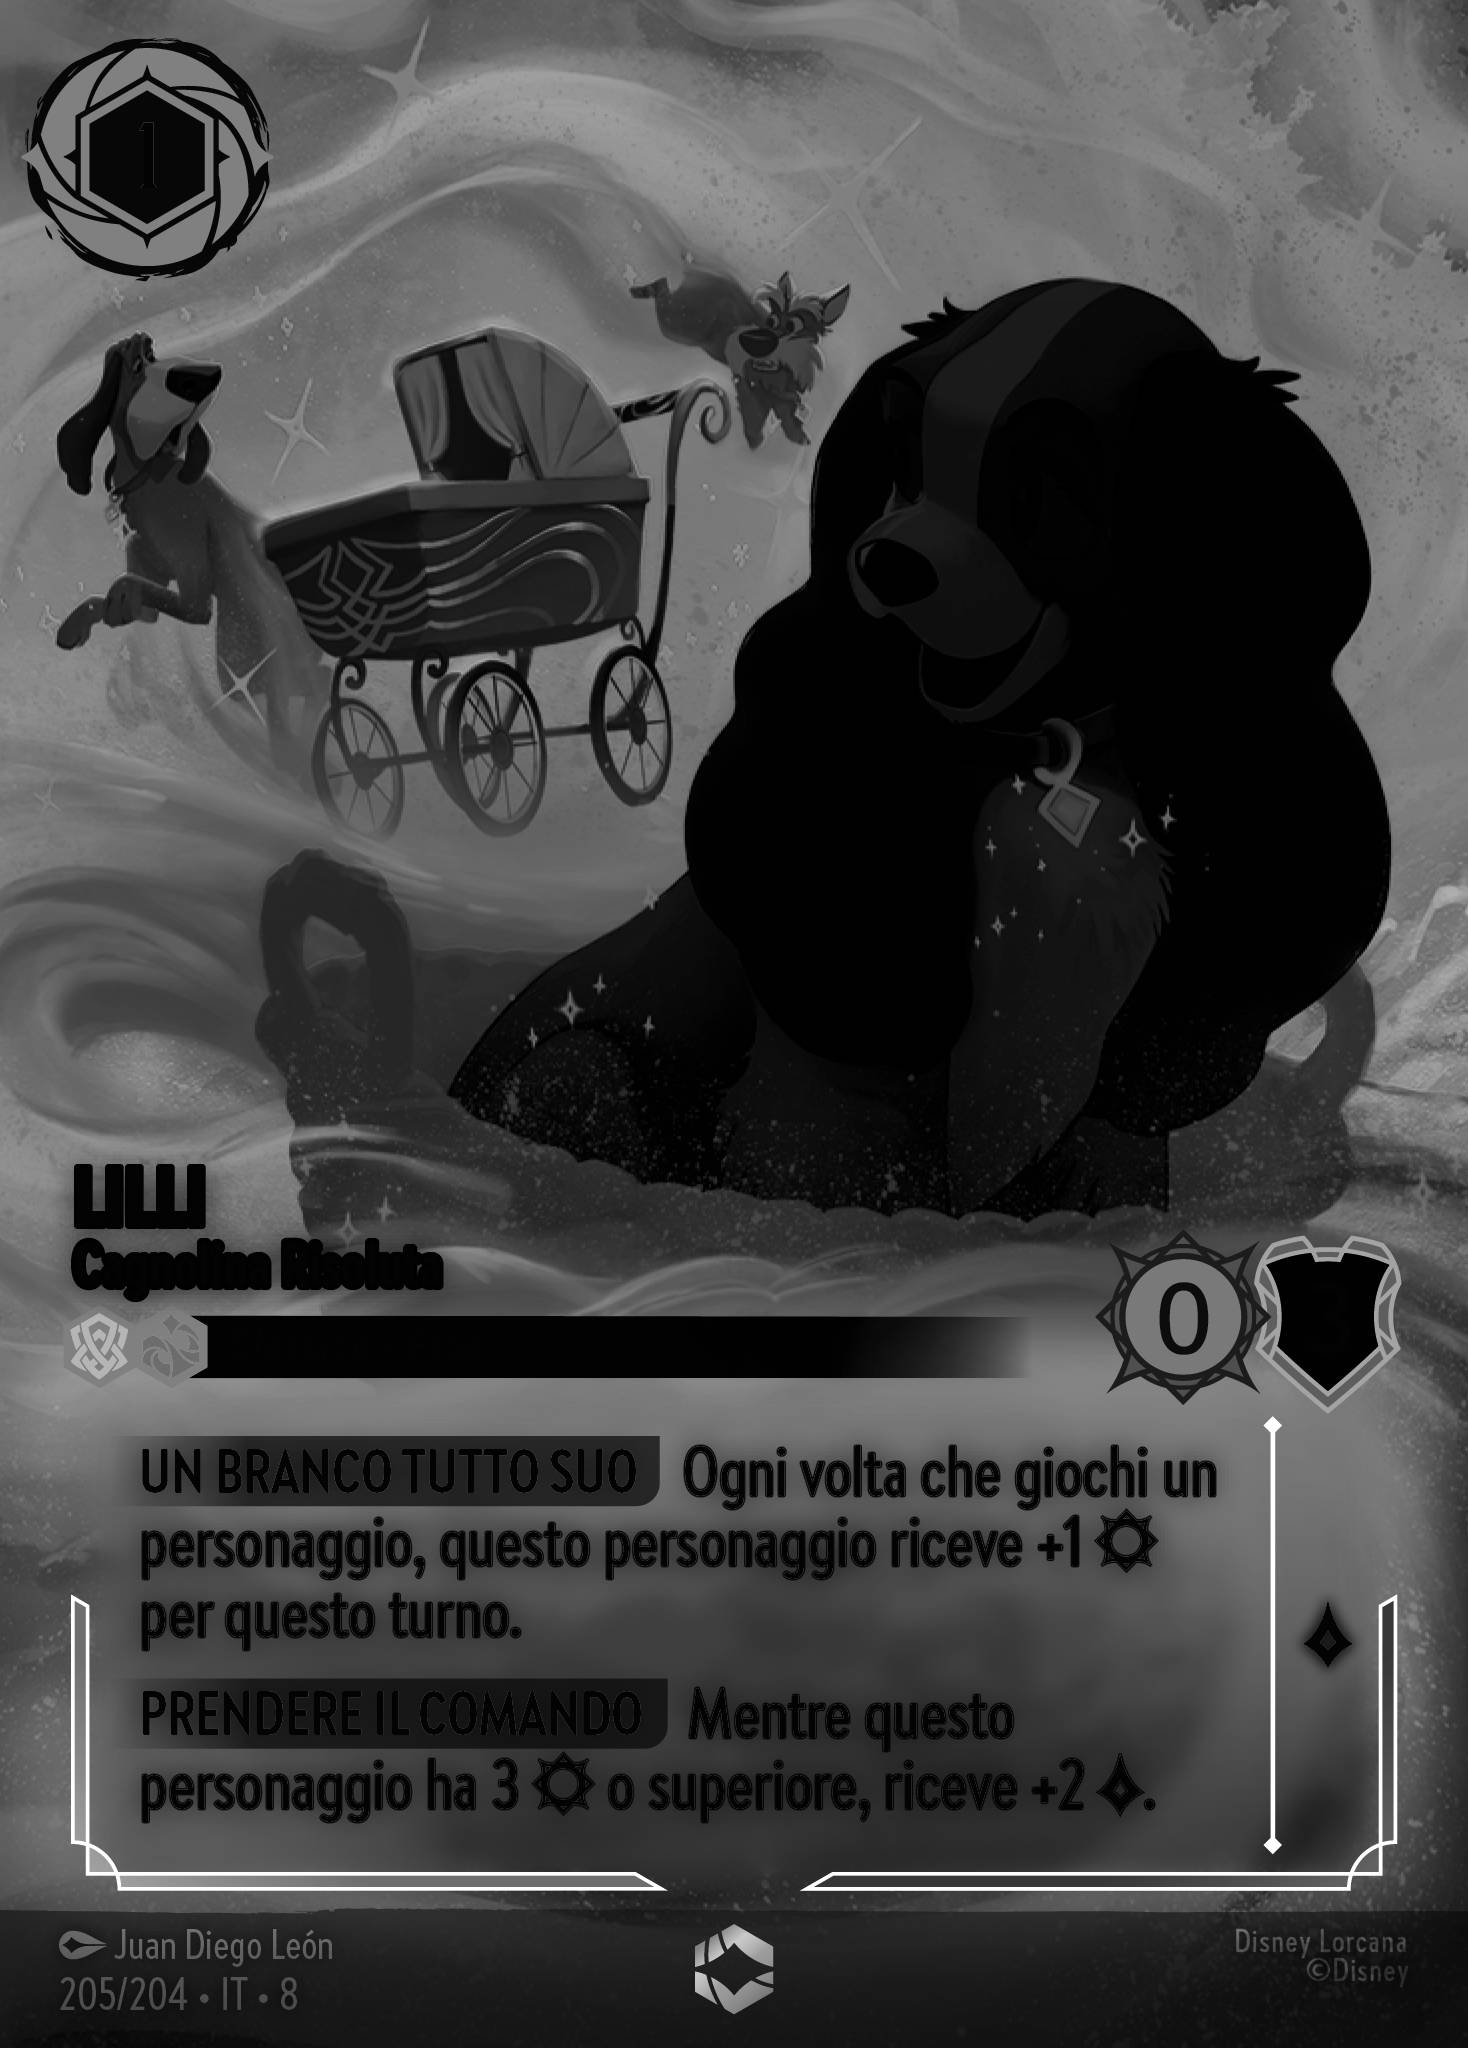 1
LILLI
Cagnolina Risoluta
0
3
UN BRANCO TUTTO SUO Ogni volta che giochi un
personaggio, questo personaggio riceve +1
per questo turno.
PRENDERE IL COMANDO Mentre questo
personaggio ha 3 o superiore, riceve +2 .
Juan Diego León
205/204 • IT • 8
Disney Lorcana
©Disney